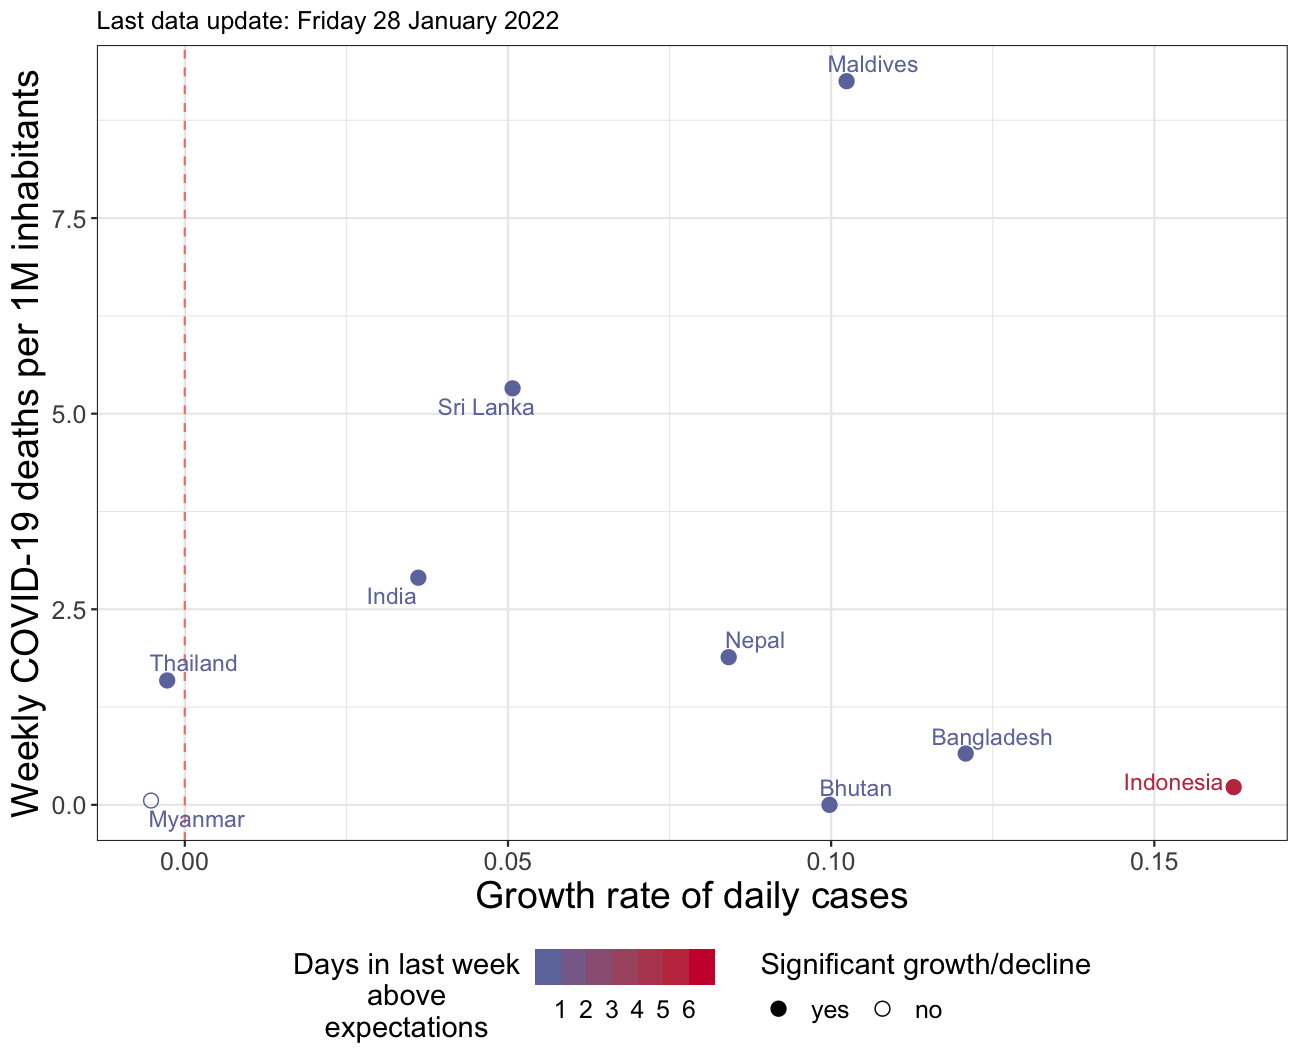 Last data update: Friday 28 January 2022
Weekly COVID-19 deaths per 1M inhabitants
7.5
5.0
2.5
0.0
Maldives
Sri Lanka
India
Nepal
Thailand
Bangladesh
Indonesia
Bhutan
Myanmar
0.00 0.05 0.10 0.15
Growth rate of daily cases
Days in last week
above
expectations
1 2 3 4 5 6
Significant growth/decline
yes no